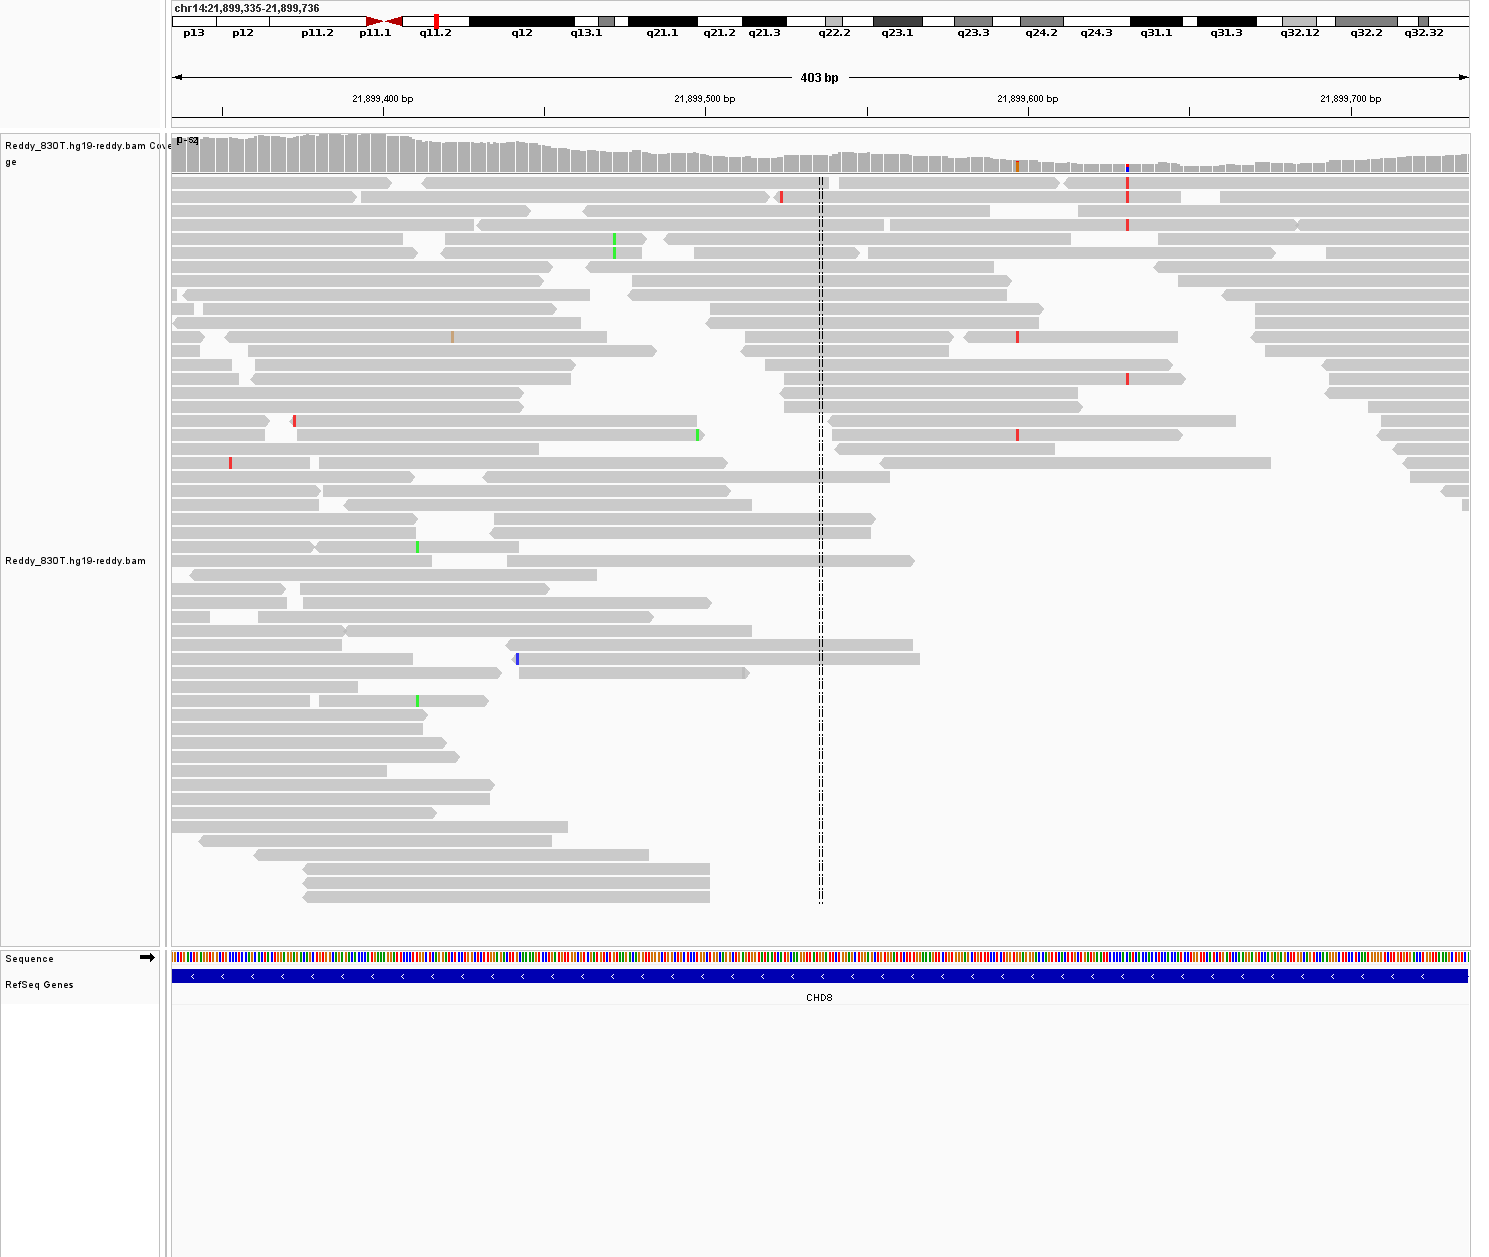 chr14:21,899,335-21,899,736
p13 p12 p11.2 p11.1 q11.2 q12 q13.1 q21.1 q21.2 q21.3 q22.2 q23.1 q23.3 q24.2 q24.3 q31.1 q31.3 q32.12 q32.2 q32.32
403 bp
21,899,400 bp 21,899,500 bp 21,899,600 bp 21,899,700 bp
Reddy_830T.hg19-reddy.bam Cove
ge
[0-52]
Reddy_830T.hg19-reddy.bam
Sequence
RefSeq Genes
CHD8